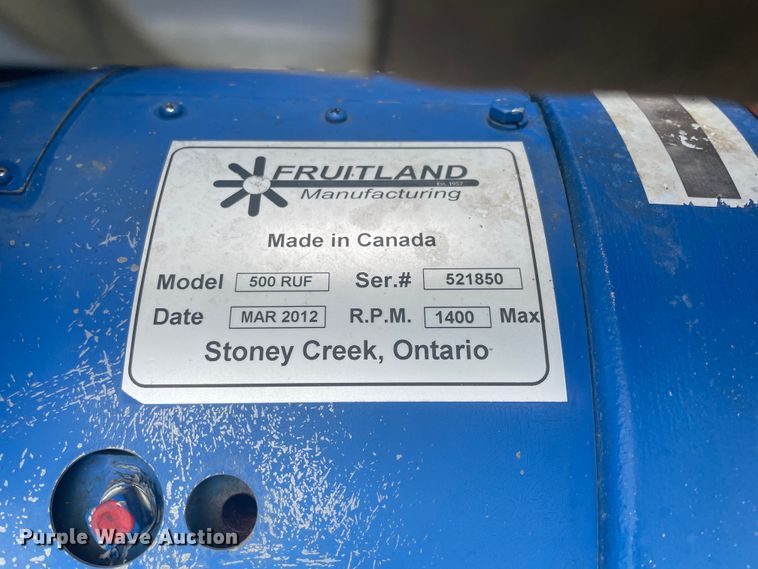 FRUITLAND
Est. 1957
Manufacturing
Made in Canada
Model 500 RUF Ser.# 521850
Date MAR 2012 R.P.M. 1400 Max
Stoney Creek, Ontario
Purple Wave Auction